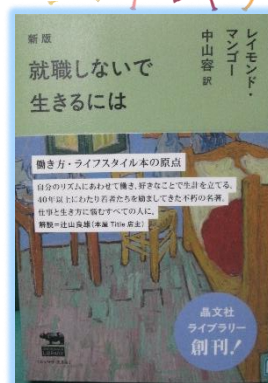 新版
就職しないで
生きるには
レイモンド・
マンゴー
中山容 訳
働き方・ライフスタイル本の原点
自分のリズムにあわせて働き、好きなことで生計を立てる。
40年以上にわたり若者たちを励ましてきた不朽の名著。
仕事と生き方に悩むすべての人に。
解説=辻山良雄(本屋Title店主)
晶文社
ライブラリー
創刊!